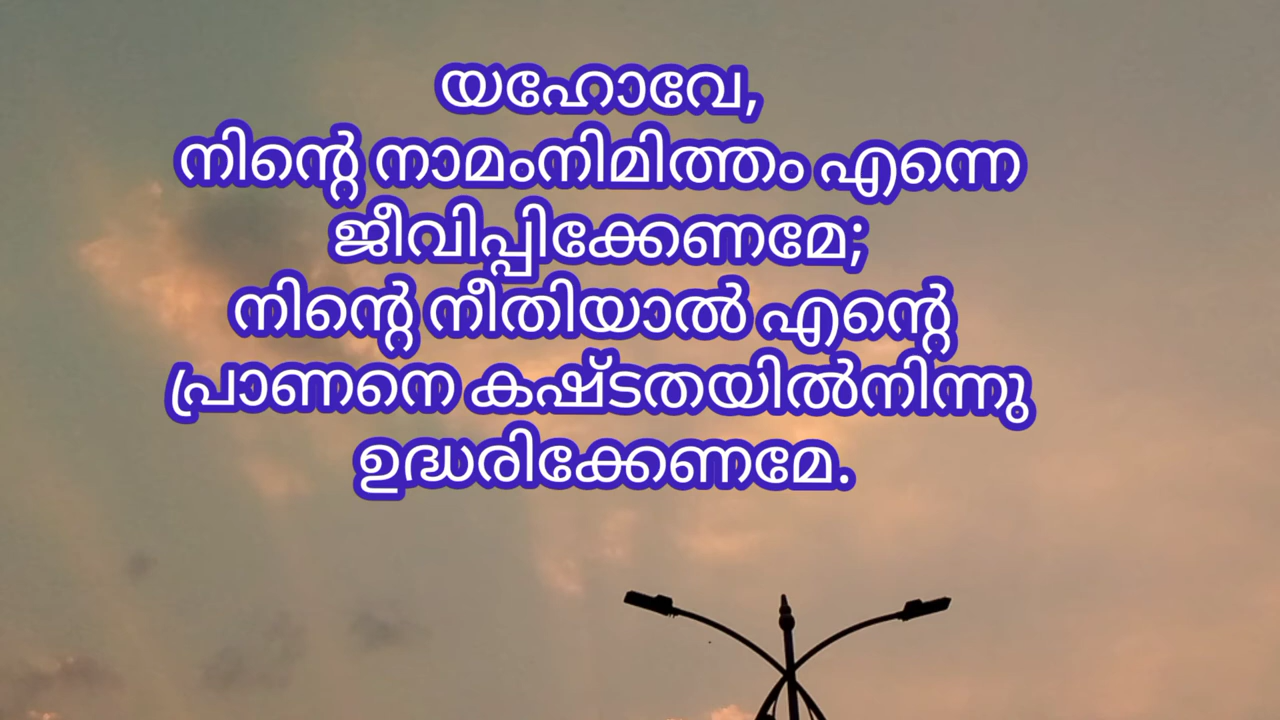 യഹോവേ,
നിന്റെ നാമംനിമിത്തം എന്നെ
ജീവിപ്പിക്കേണമേ;
നിന്റെ നീതിയാൽ എന്റെ
പ്രാണനെ കഷ്ടതയിൽനിന്നു
ഉദ്ധരിക്കേണമേ.